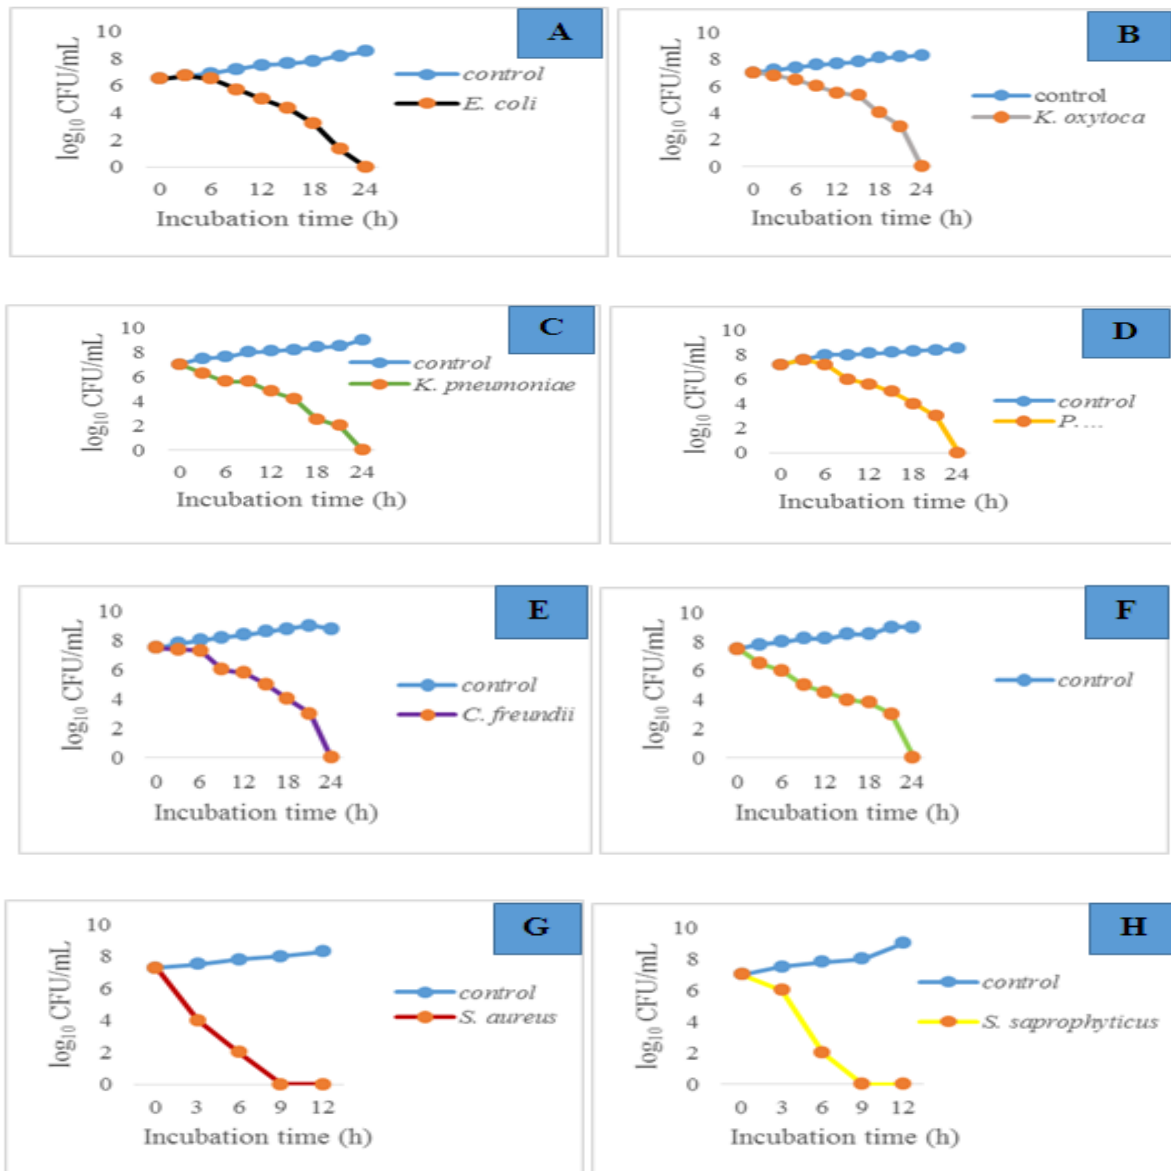 A
10
8
6
4
2
0
log10 CFU/mL
control
E. coli
0 6 12 18 24
Incubation time (h)
B
10
8
6
4
2
0
log10 CFU/mL
control
K. oxytoca
0 6 12 18 24
Incubation time (h)
C
10
8
6
4
2
0
log10 CFU/mL
control
K. pneumoniae
0 6 12 18 24
Incubation time (h)
D
10
8
6
4
2
0
log10 CFU/mL
control
P. ...
0 6 12 18 24
Incubation time (h)
E
10
8
6
4
2
0
log10 CFU/mL
control
C. freundii
0 6 12 18 24
Incubation time (h)
F
10
8
6
4
2
0
log10 CFU/mL
control
0 6 12 18 24
Incubation time (h)
G
10
8
6
4
2
0
log10 CFU/mL
control
S. aureus
0 3 6 9 12
Incubation time (h)
H
10
8
6
4
2
0
log10 CFU/mL
control
S. saprophyticus
0 3 6 9 12
Incubation time (h)